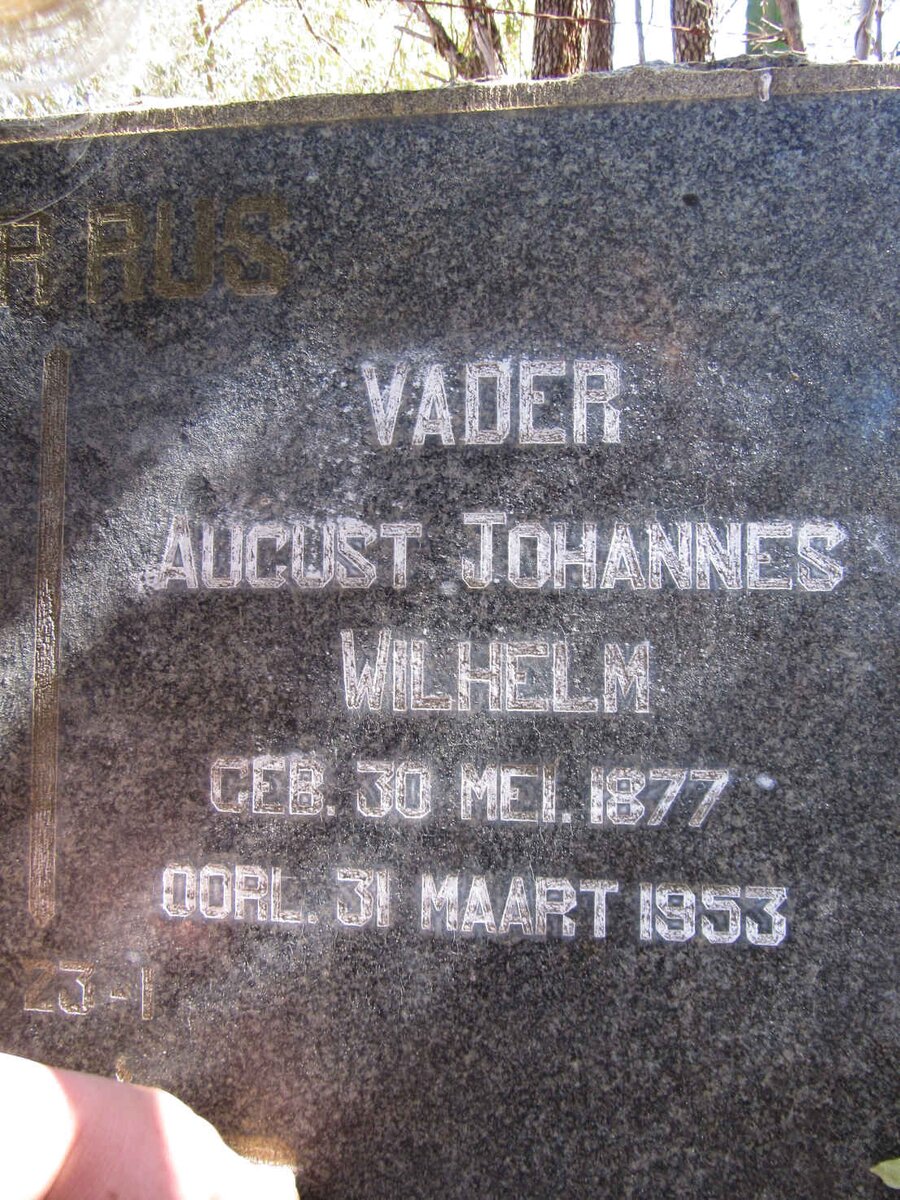 R RUS
VADER
AUGUST JOHANNES
WILHELM
GEB. 30 MEI. 1877
OORL. 31 MAART 1953
23-1